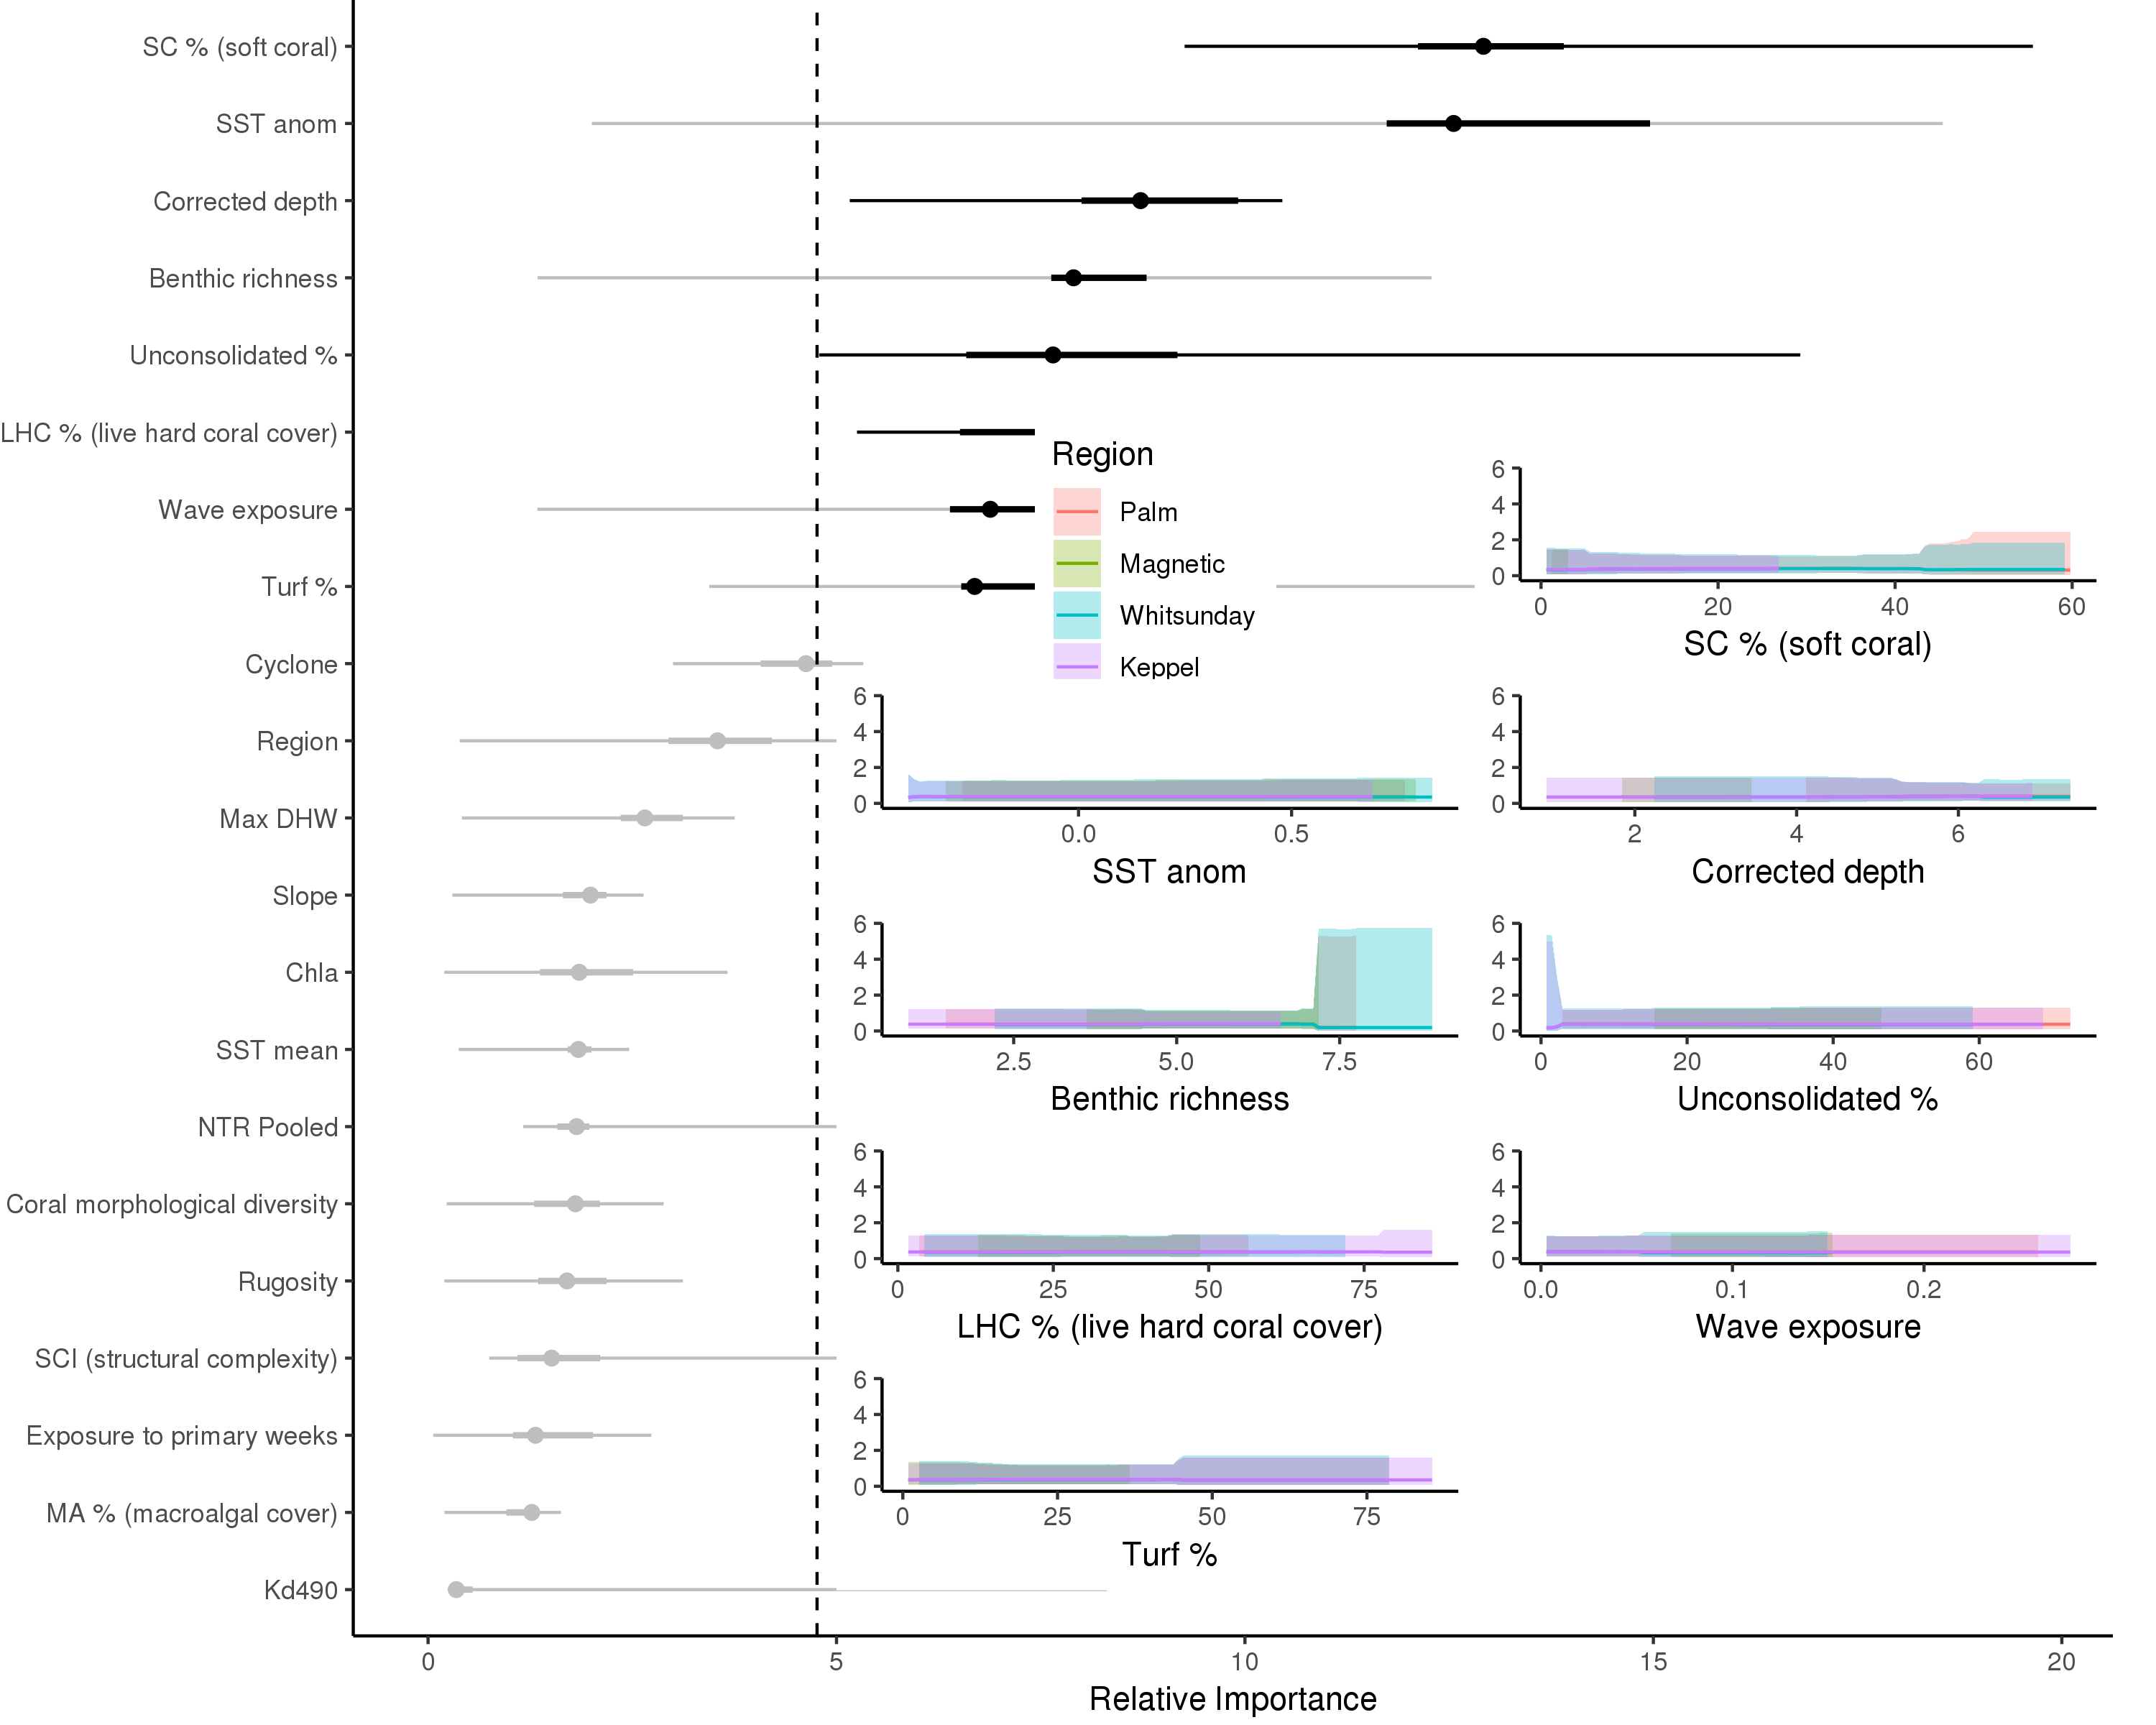 SC % (soft coral)
SST anom
Corrected depth
Benthic richness
Unconsolidated %
LHC % (live hard coral cover)
Wave exposure
Turf %
Cyclone
Region
Max DHW
Slope
Chla
SST mean
NTR Pooled
Coral morphological diversity
Rugosity
SCI (structural complexity)
Exposure to primary weeks
MA % (macroalgal cover)
Kd490
0 5 10 15 20
Relative Importance
Region
Palm
Magnetic
Whitsunday
Keppel
6
4
2
0
0 20 40 60
SC % (soft coral)
6
4
2
0
0.0 0.5
SST anom
6
4
2
0
2 4 6
Corrected depth
6
4
2
0
2.5 5.0 7.5
Benthic richness
6
4
2
0
0 20 40 60
Unconsolidated %
6
4
2
0
0 25 50 75
LHC % (live hard coral cover)
6
4
2
0
0.0 0.1 0.2
Wave exposure
6
4
2
0
0 25 50 75
Turf %